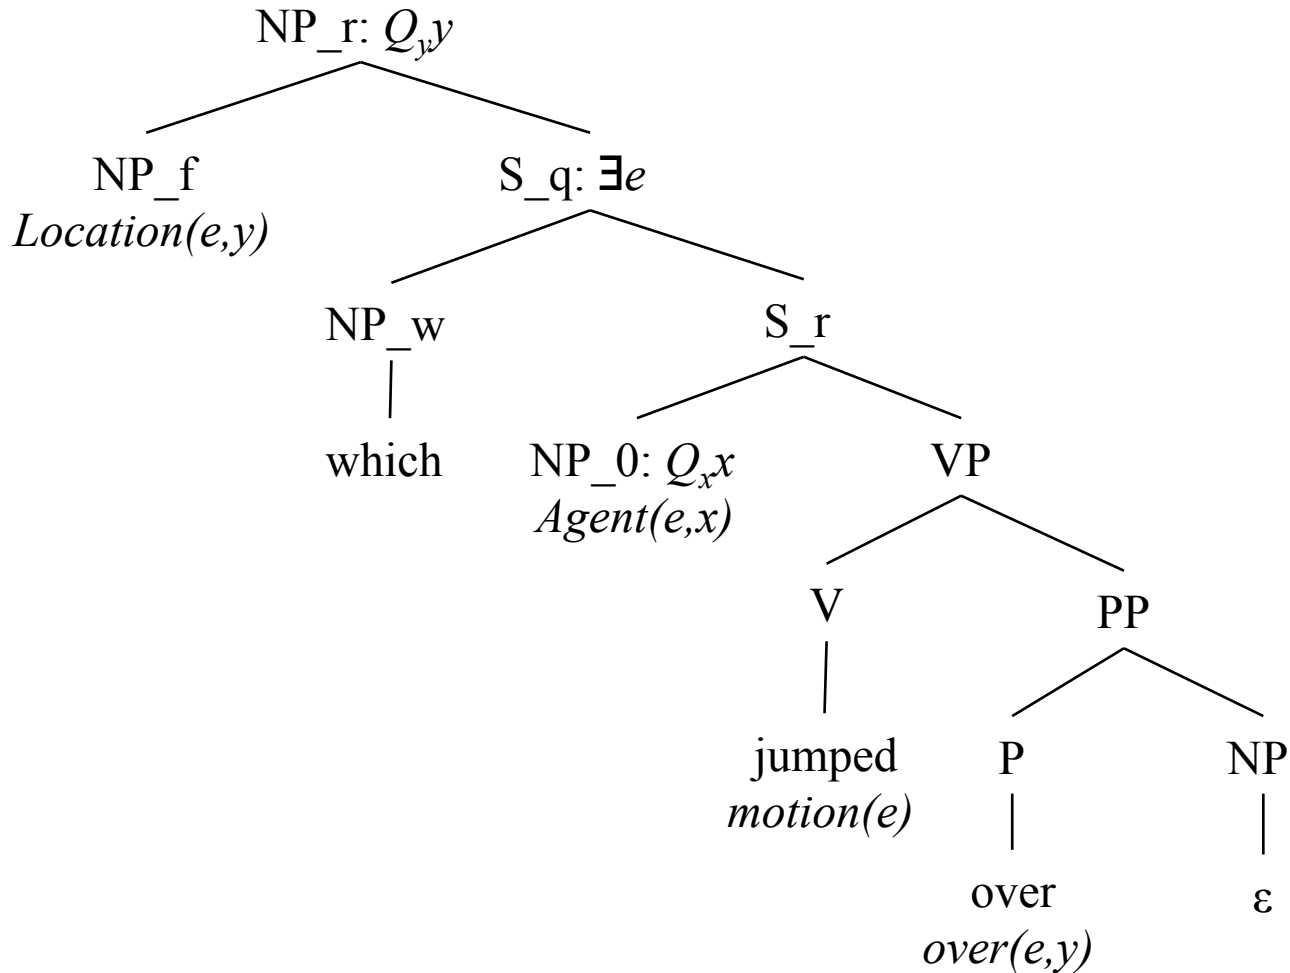 NP_r: Q_y y
NP_f S_q: ∃e
Location(e,y)
NP_w S_r
which NP_0: Q_x x VP
Agent(e,x)
V PP
jumped P NP
motion(e)
over ε
over(e,y)